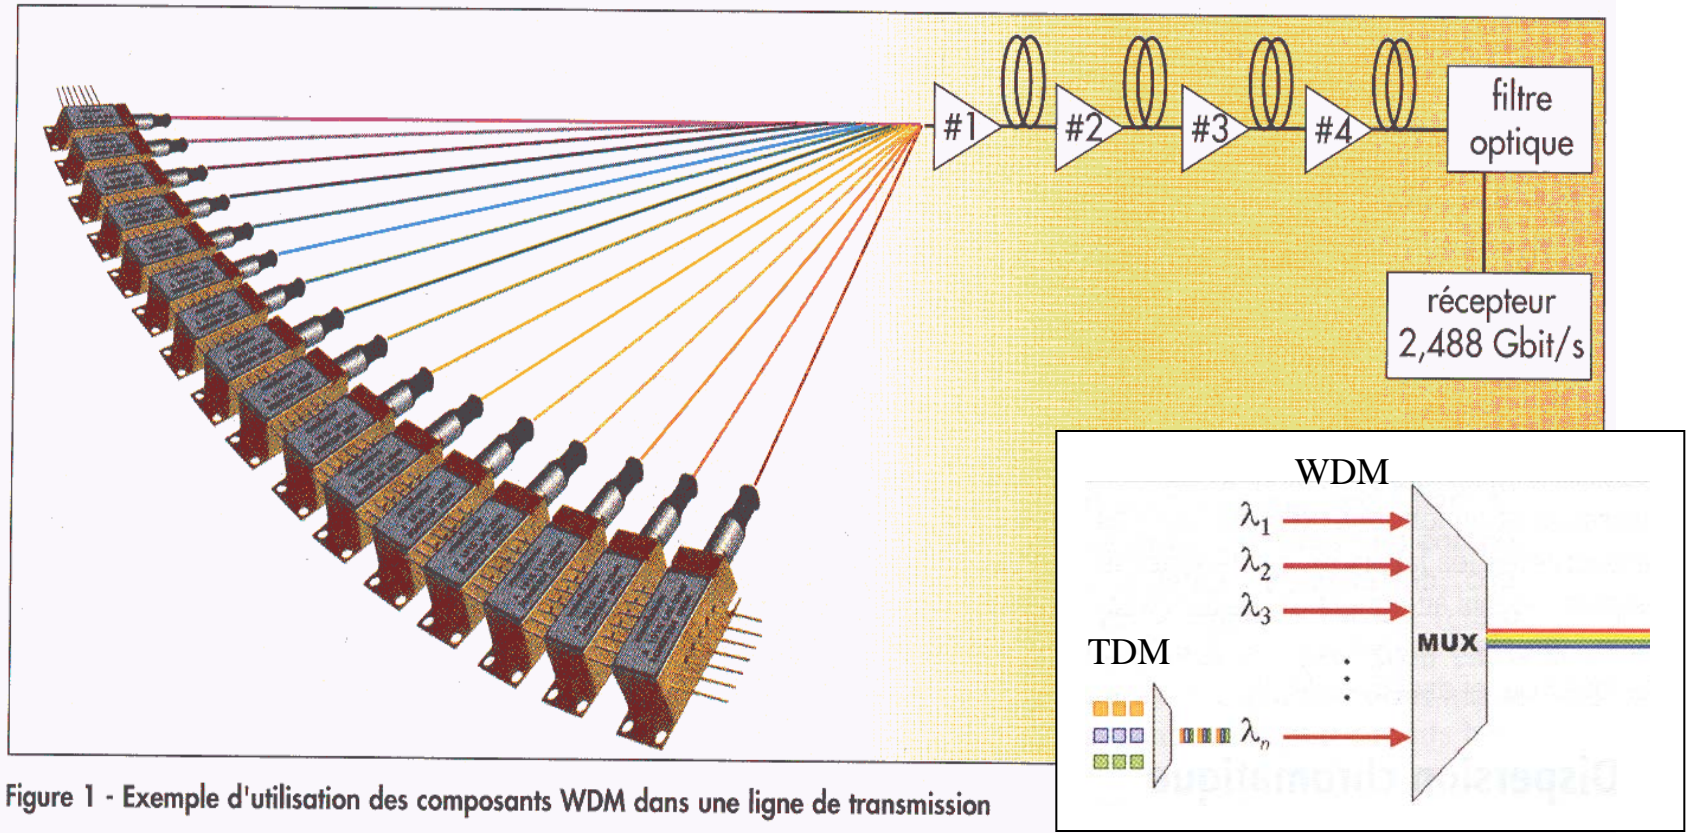 #1
#2
#3
#4
filtre
optique
récepteur
2,488 Gbit/s
WDM
λ1
λ2
λ3
MUX
TDM
λn
Figure 1 - Exemple d'utilisation des composants WDM dans une ligne de transmission